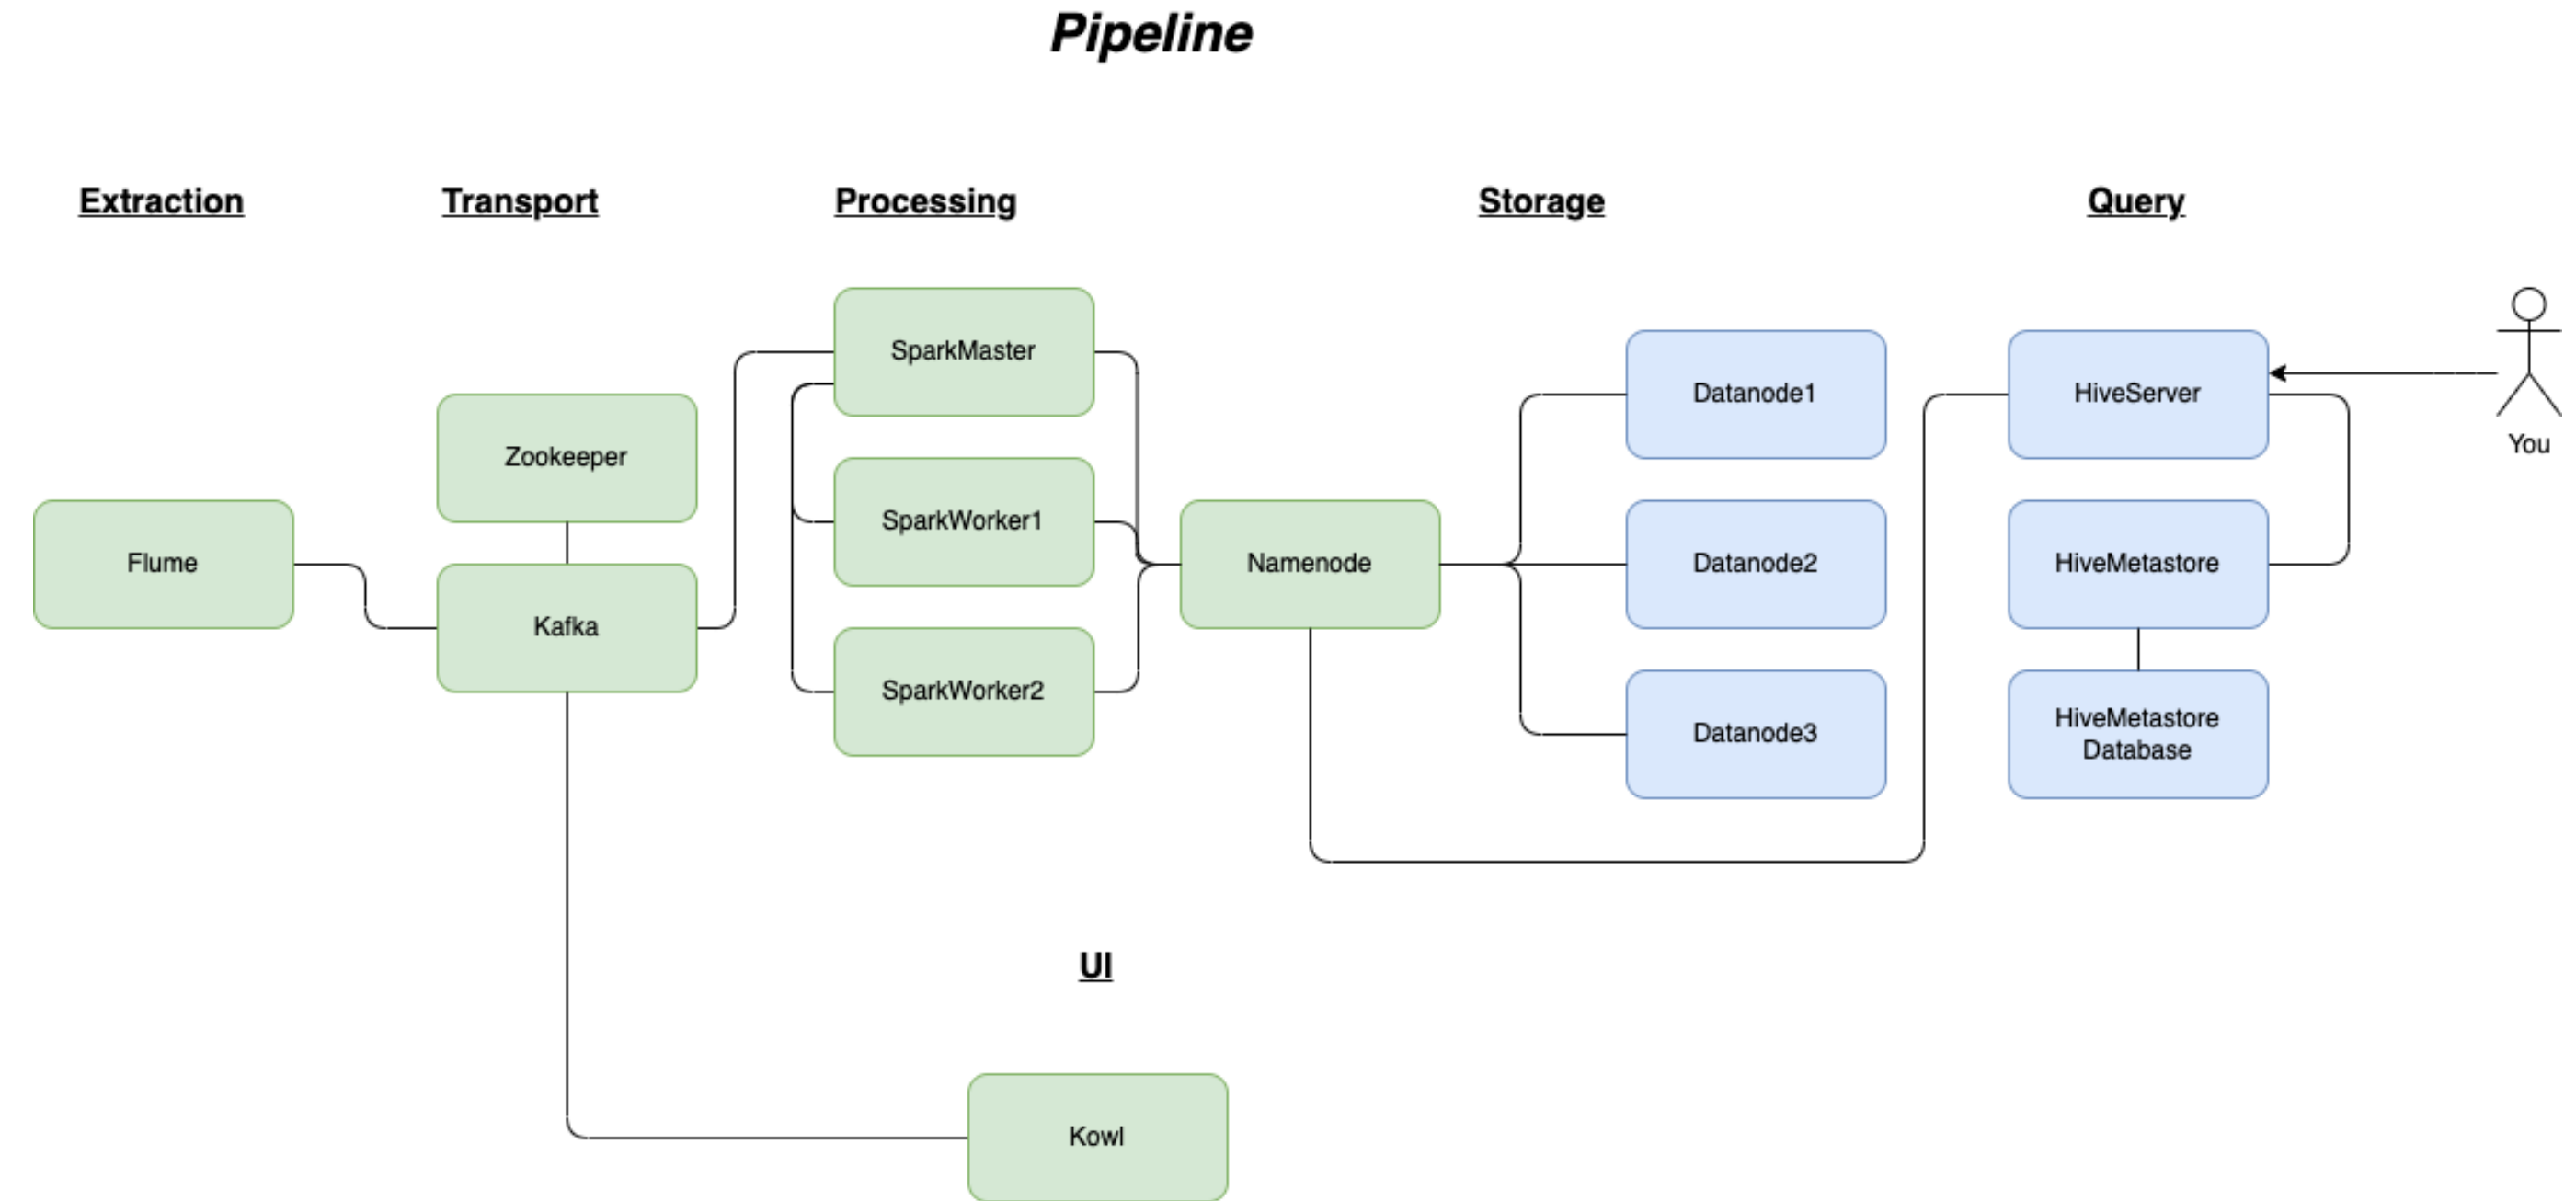 Pipeline
Extraction
Transport
Processing
Storage
Query
Flume
Zookeeper
Kafka
SparkMaster
SparkWorker1
SparkWorker2
Namenode
Datanode1
Datanode2
Datanode3
HiveServer
HiveMetastore
HiveMetastore
Database
You
UI
Kowl